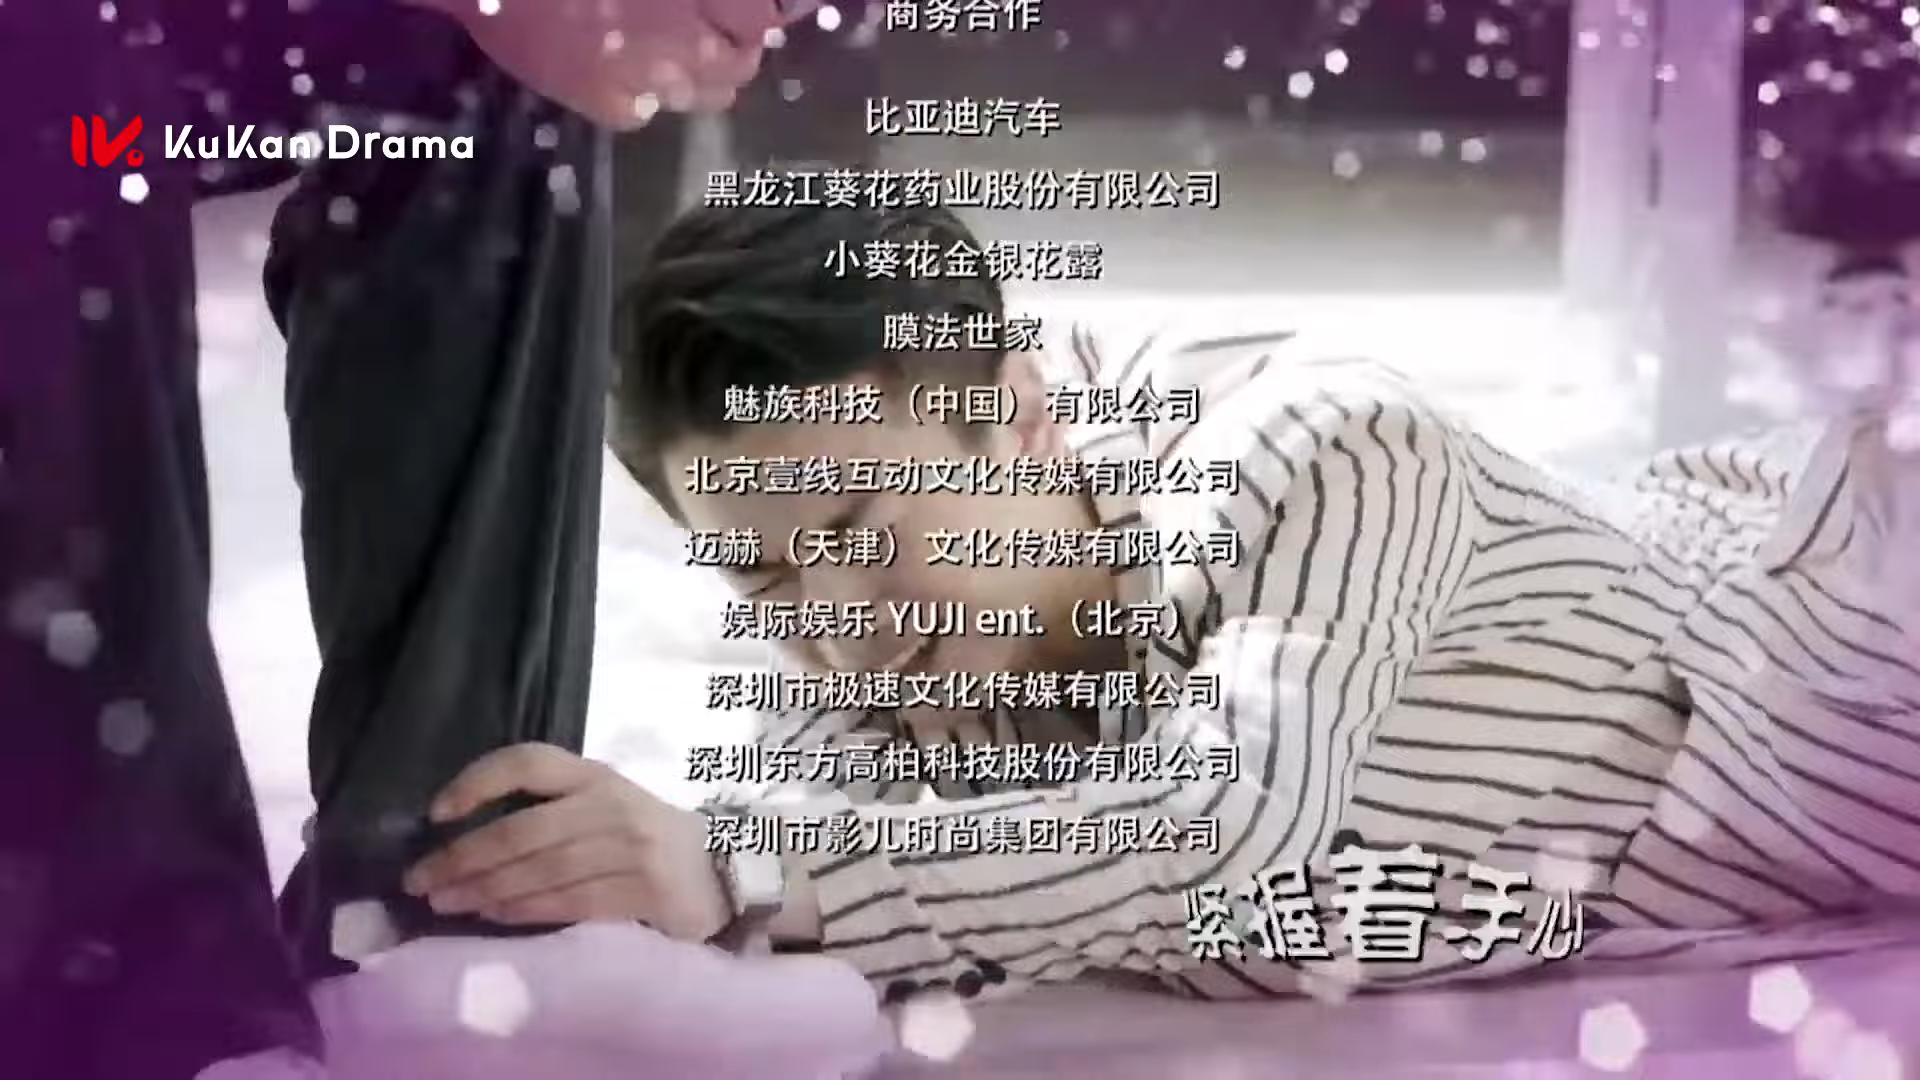 商务合作
KuKan Drama
比亚迪汽车
黑龙江葵花药业股份有限公司
小葵花金银花露
膜法世家
魅族科技（中国）有限公司
北京壹线互动文化传媒有限公司
迈赫（天津）文化传媒有限公司
娱际娱乐 YUJI ent.（北京）
深圳市极速文化传媒有限公司
深圳东方高柏科技股份有限公司
深圳市影儿时尚集团有限公司
紧握着手心